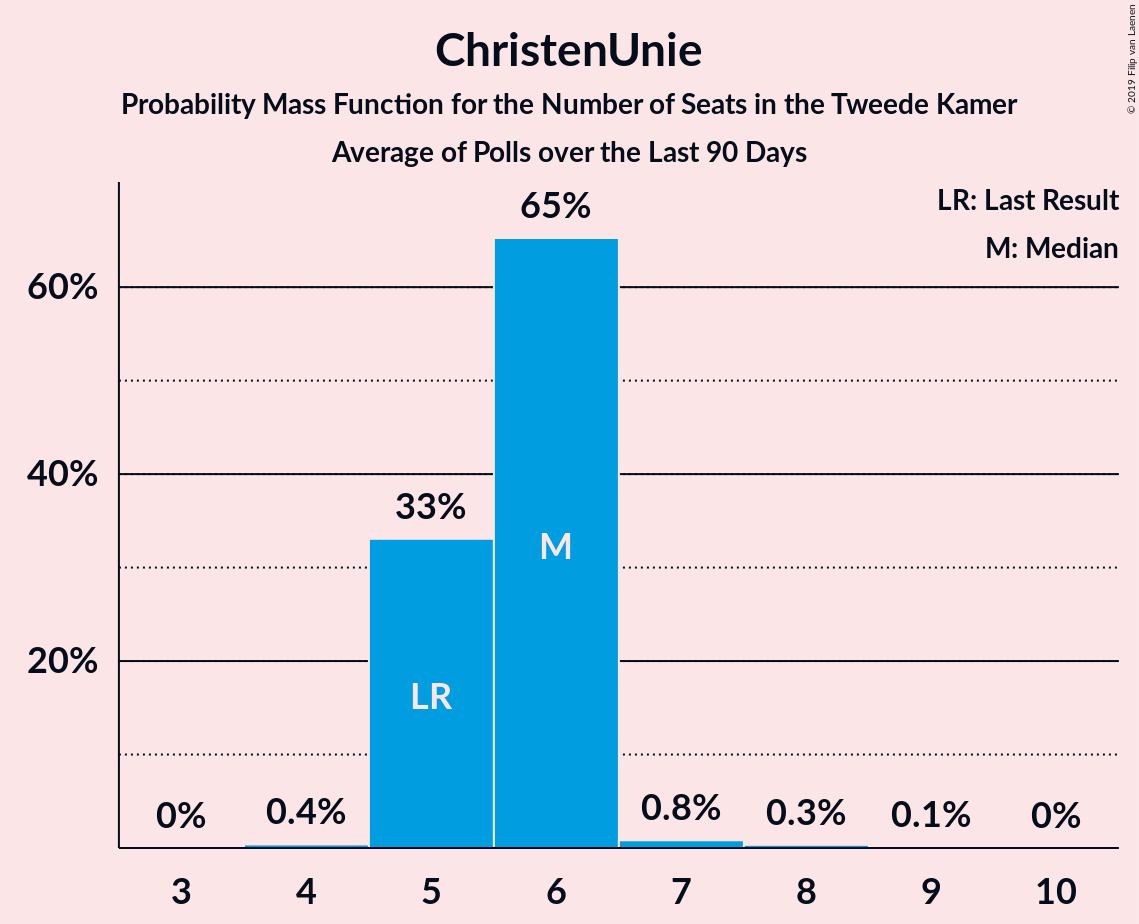 ChristenUnie
Probability Mass Function for the Number of Seats in the Tweede Kamer
Average of Polls over the Last 90 Days
© 2019 Filip van Laenen
LR: Last Result
M: Median
60%
40%
20%
0%
0.4%
33%
65%
0.8%
0.3%
0.1%
0%
LR
M
3 4 5 6 7 8 9 10